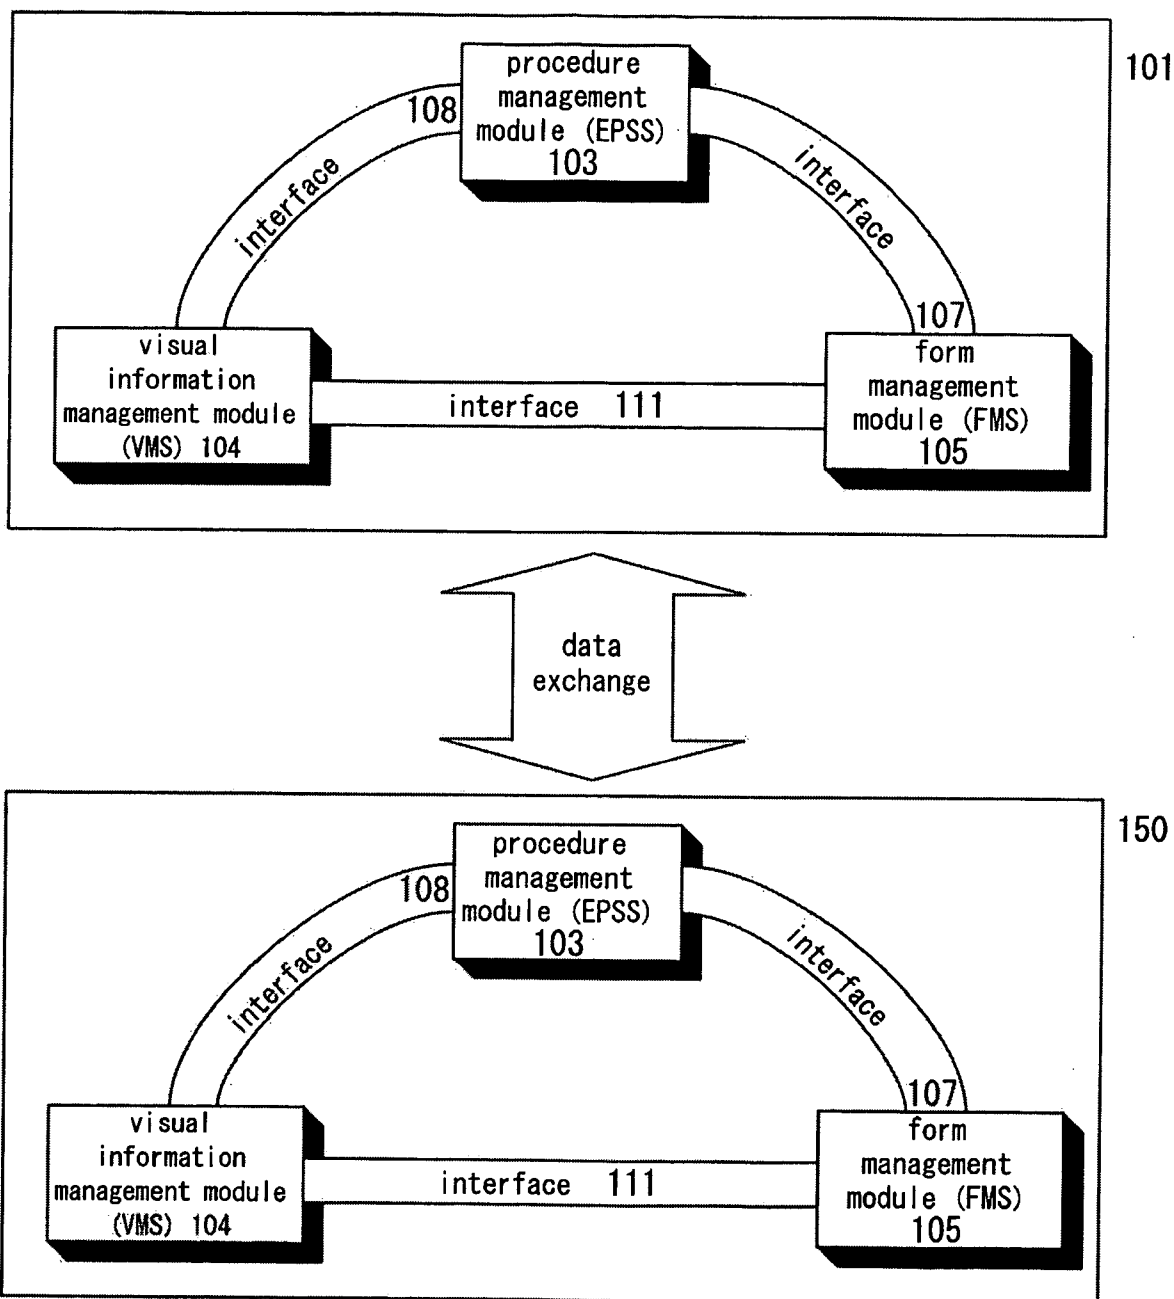 101
procedure
management
module (EPSS)
103
108
interface
interface
107
visual
information
management module
(VMS) 104
interface 111
form
management
module (FMS)
105
data
exchange
150
procedure
management
module (EPSS)
103
108
interface
interface
107
visual
information
management module
(VMS) 104
interface 111
form
management
module (FMS)
105